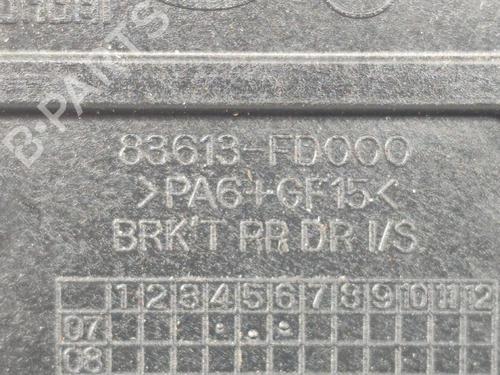 B-PARTS
83613-FD000
>PA6+GF15<
BRK'T RR DR I/S
1 2 3 4 5 6 7 8 9 10 11 12
07
08